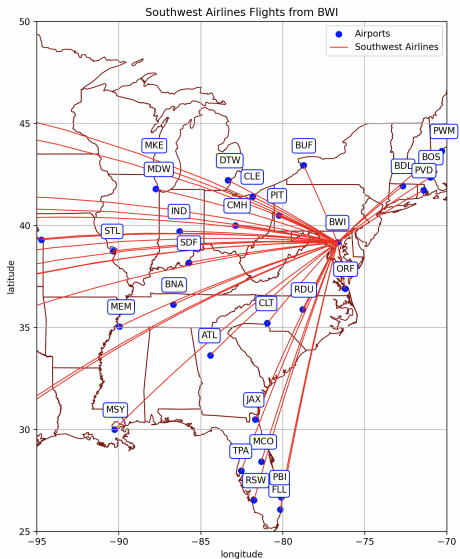 Southwest Airlines Flights from BWI
50
Airports
Southwest Airlines
45
PWM
MKE
BUF
BOS
DTW
MDW
BDL
PVD
CLE
PIT
CMH
IND
BWI
40
STL
SDF
ORF
BNA
RDU
MEM
CLT
ATL
35
JAX
MSY
30
MCO
TPA
PBI
RSW
FLL
25
−95
−90
−85
−80
−75
−70
latitude
longitude